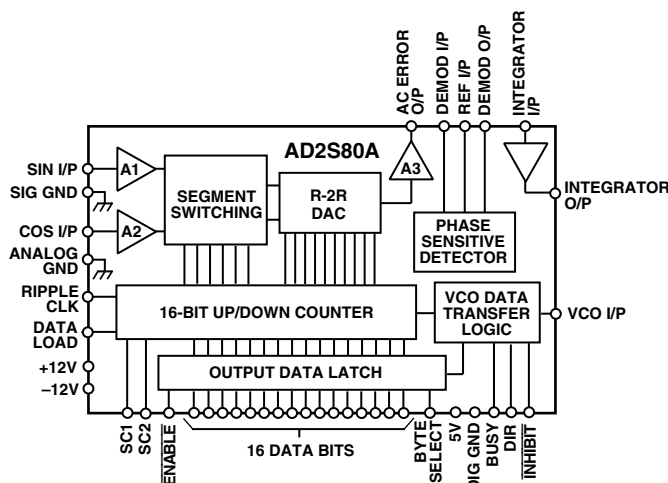 AC ERROR
O/P
DEMOD I/P
REF I/P
DEMOD O/P
INTEGRATOR
I/P
AD2S80A
SIN I/P
A1
SIG GND
SEGMENT
SWITCHING
R-2R
DAC
A3
INTEGRATOR
O/P
COS I/P
A2
PHASE
SENSITIVE
DETECTOR
ANALOG
GND
RIPPLE
CLK
16-BIT UP/DOWN COUNTER
VCO DATA
TRANSFER
LOGIC
VCO I/P
DATA
LOAD
+12V
–12V
OUTPUT DATA LATCH
SC1
SC2
ENABLE
16 DATA BITS
BYTE
SELECT
5V
DIG GND
BUSY
DIR
INHIBIT